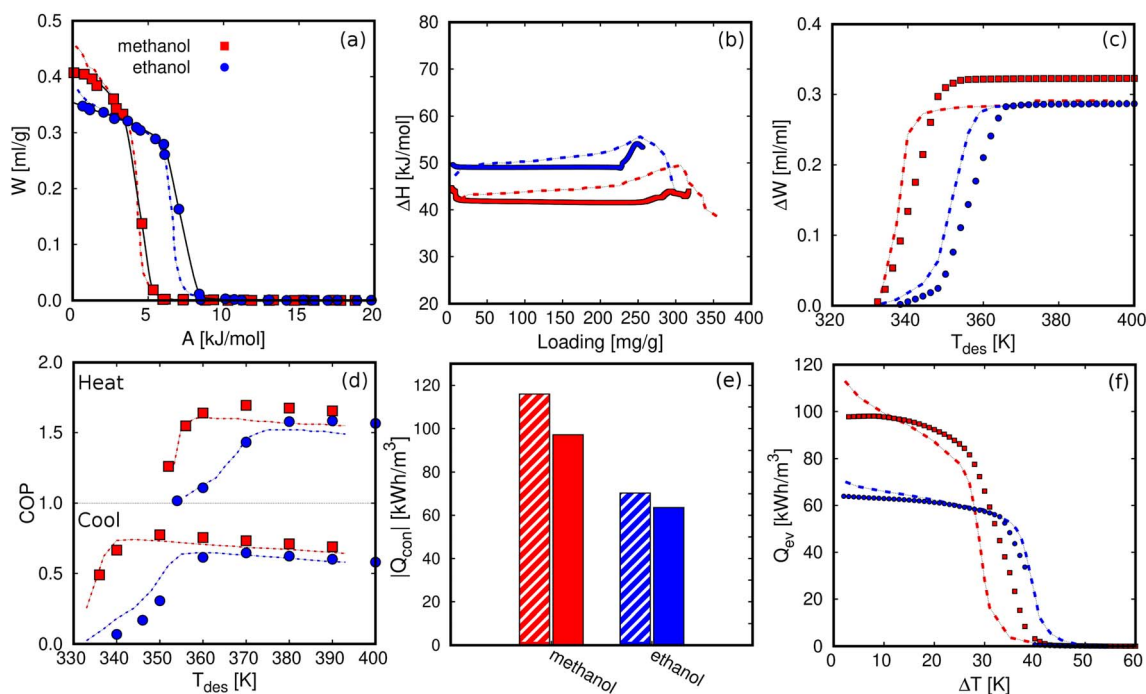 (a)
methanol
ethanol
W [ml/g]
0.5
0.4
0.3
0.2
0.1
0.0
0 5 10 15 20
A [kJ/mol]
(b)
ΔH [kJ/mol]
80
70
60
50
40
30
20
0 50 100 150 200 250 300 350 400
Loading [mg/g]
(c)
ΔW [ml/ml]
0.4
0.3
0.2
0.1
0.0
320 340 360 380 400
Tdes [K]
(d)
Heat
Cool
COP
2.0
1.5
1.0
0.5
0.0
330 340 350 360 370 380 390 400
Tdes [K]
(e)
|Qcon| [kWh/m³]
120
100
80
60
40
20
0
methanol
ethanol
(f)
Qev [kWh/m³]
120
100
80
60
40
20
0
0 10 20 30 40 50 60
ΔT [K]